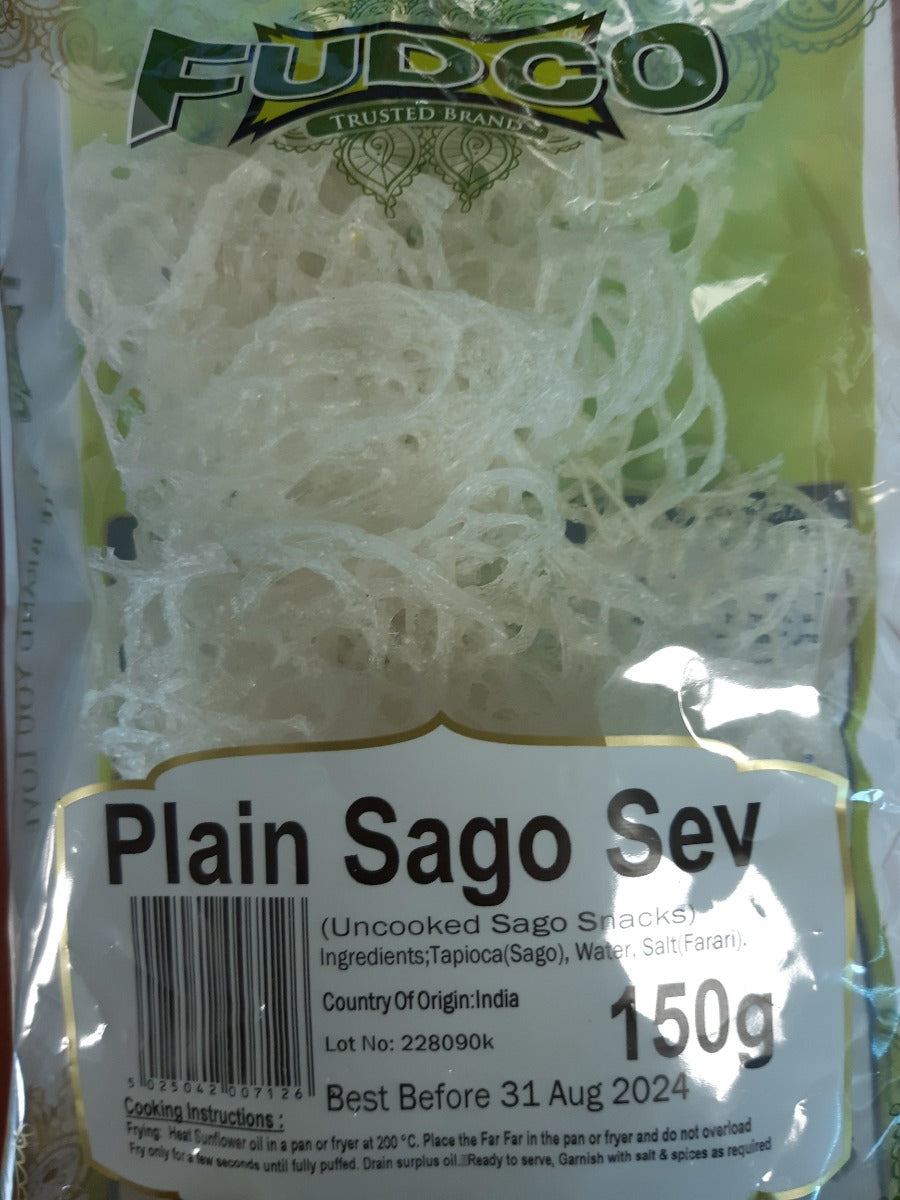 FUDCO
TRUSTED BRAND
Plain Sago Sev
(Uncooked Sago Snacks)
Ingredients;Tapioca(Sago), Water, Salt(Farari).
Country Of Origin:India
150g
Lot No: 228090k
Best Before 31 Aug 2024
5 025042 007126
Cooking Instructions :
Frying: Heat Sunflower oil in a pan or fryer at 200 °C. Place the Far Far in the pan or fryer and do not overload
Fry only for a few seconds until fully puffed. Drain surplus oil. Ready to serve, Garnish with salt & spices as required
YOU LOVE